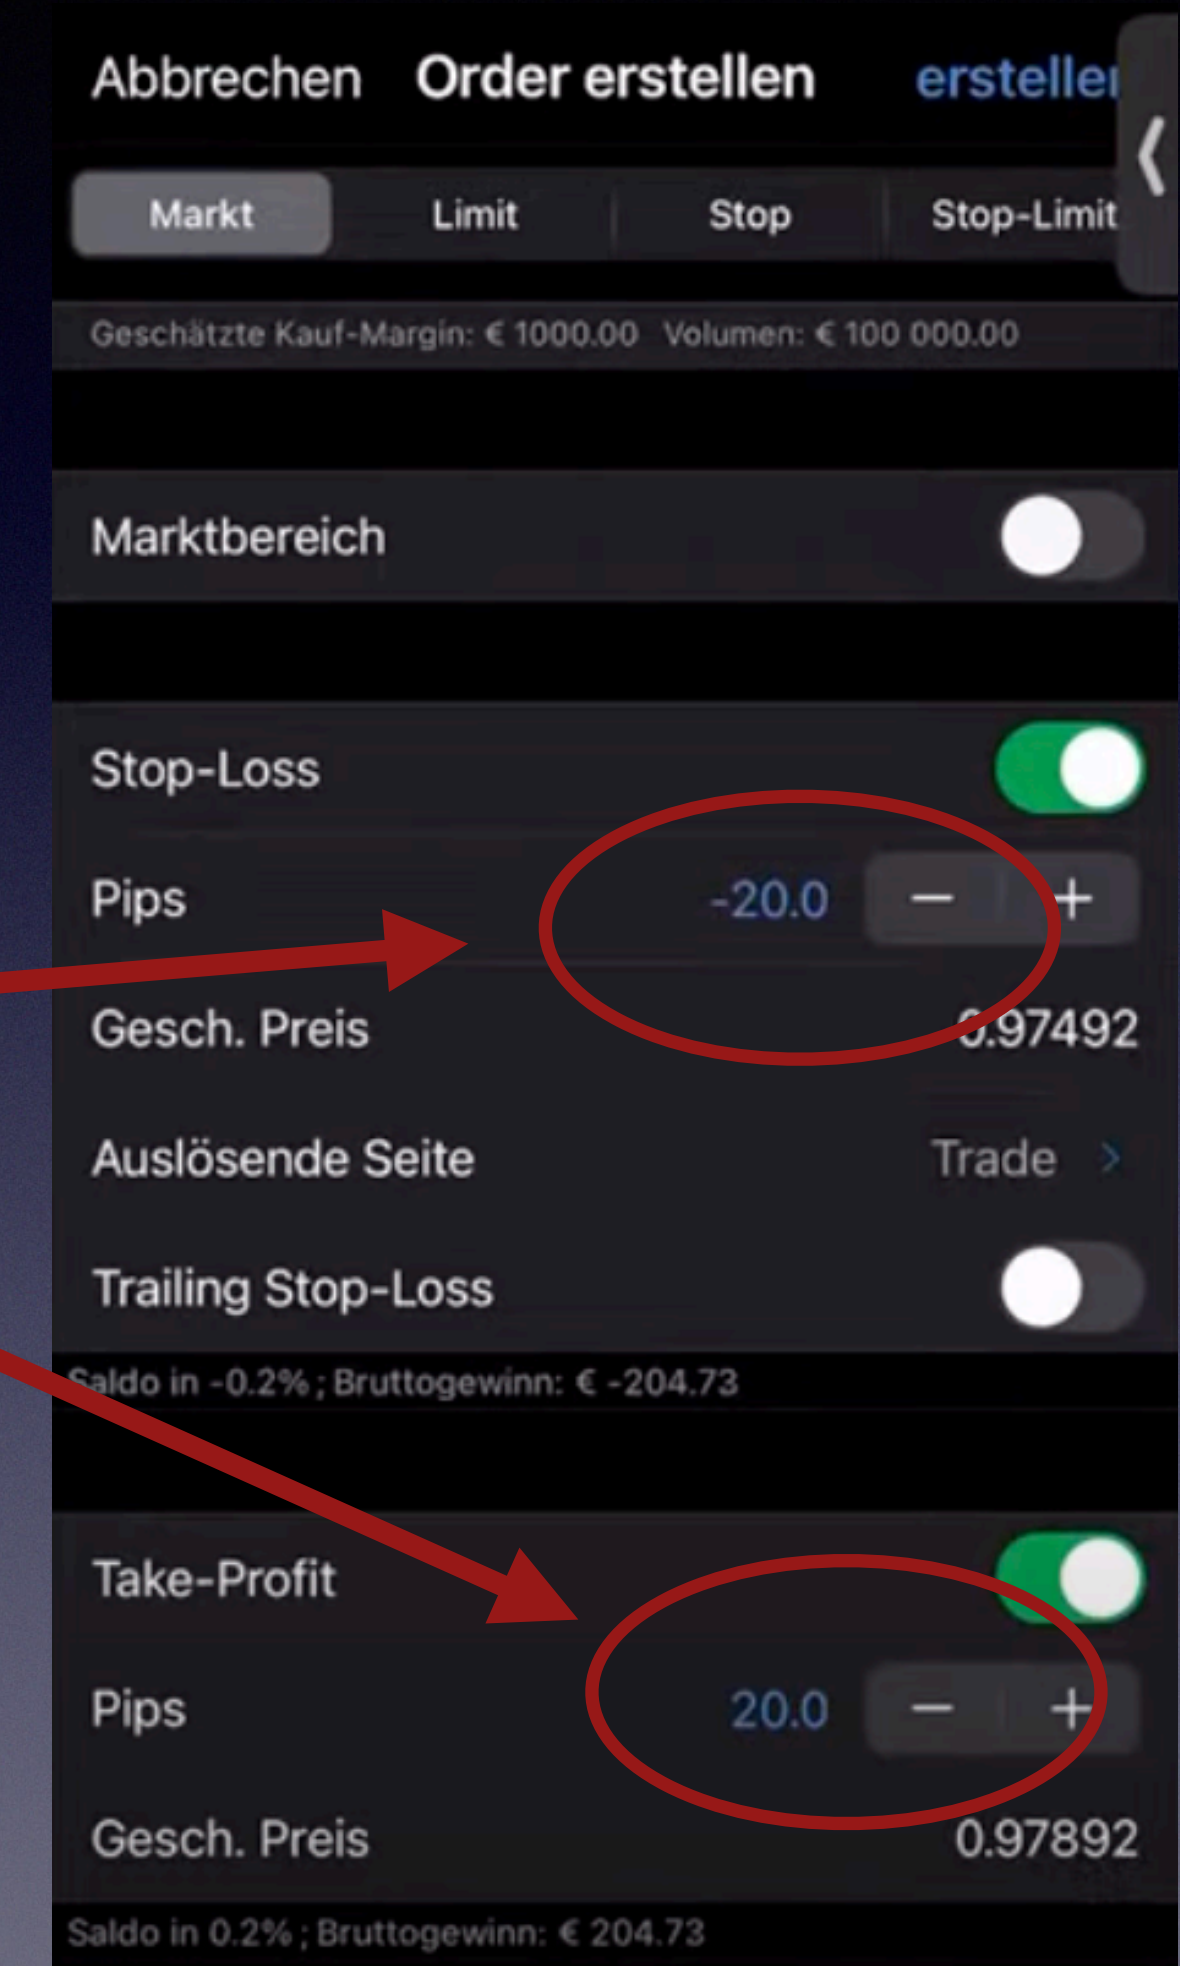 Abbrechen Order erstellen
Markt Limit Stop Stop-Limit
Geschätzte Kauf-Margin: € 1000.00 Volumen: € 100 000.00
Marktbereich
Stop-Loss
Pips -20.0 − +
Gesch. Preis 0.97492
Auslösende Seite Trade >
Trailing Stop-Loss
Saldo in -0.2% ; Bruttogewinn: € -204.73
Take-Profit
Pips 20.0 − +
Gesch. Preis 0.97892
Saldo in 0.2% ; Bruttogewinn: € 204.73